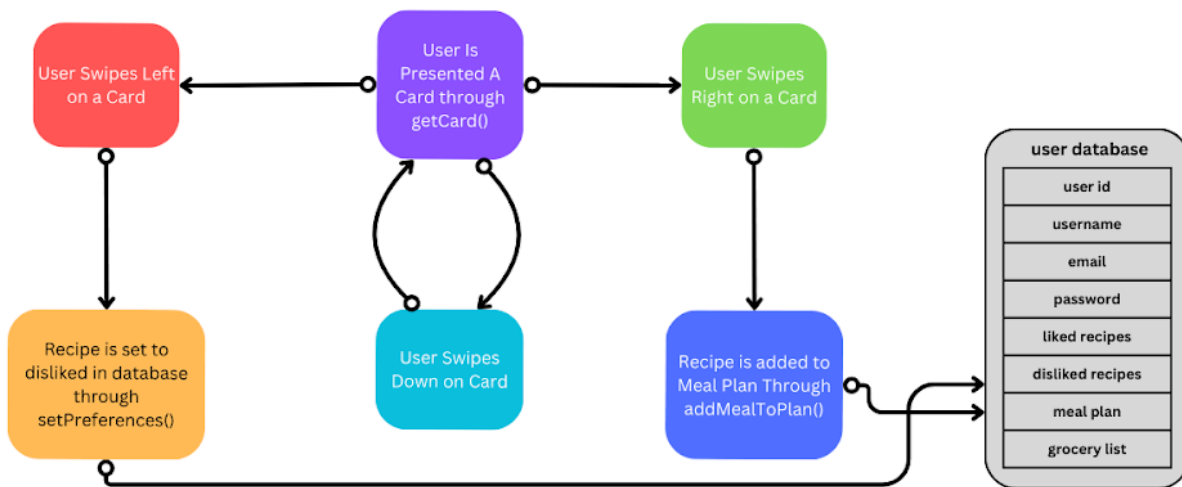 User Swipes Left
on a Card
User Is
Presented A
Card through
getCard()
User Swipes
Right on a Card
Recipe is set to
disliked in database
through
setPreferences()
User Swipes
Down on Card
Recipe is added to
Meal Plan Through
addMealToPlan()
user database
user id
username
email
password
liked recipes
disliked recipes
meal plan
grocery list